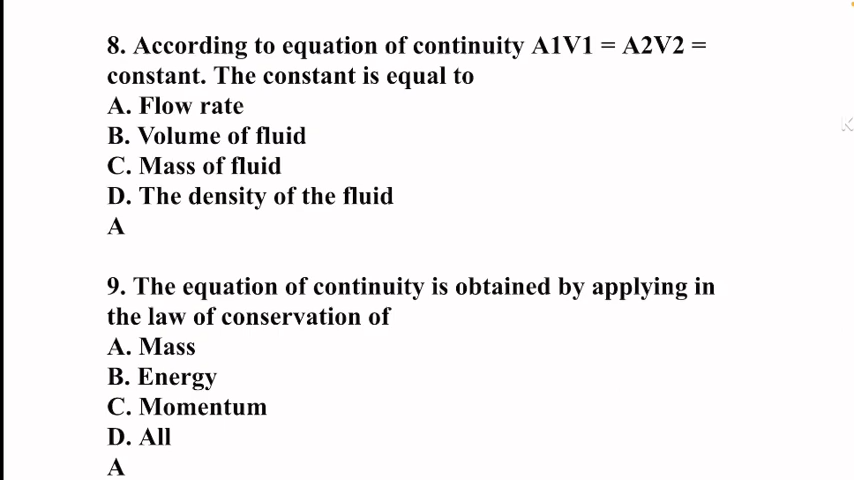 8. According to equation of continuity A1V1 = A2V2 =
constant. The constant is equal to
A. Flow rate
B. Volume of fluid
C. Mass of fluid
D. The density of the fluid
A
9. The equation of continuity is obtained by applying in
the law of conservation of
A. Mass
B. Energy
C. Momentum
D. All
A